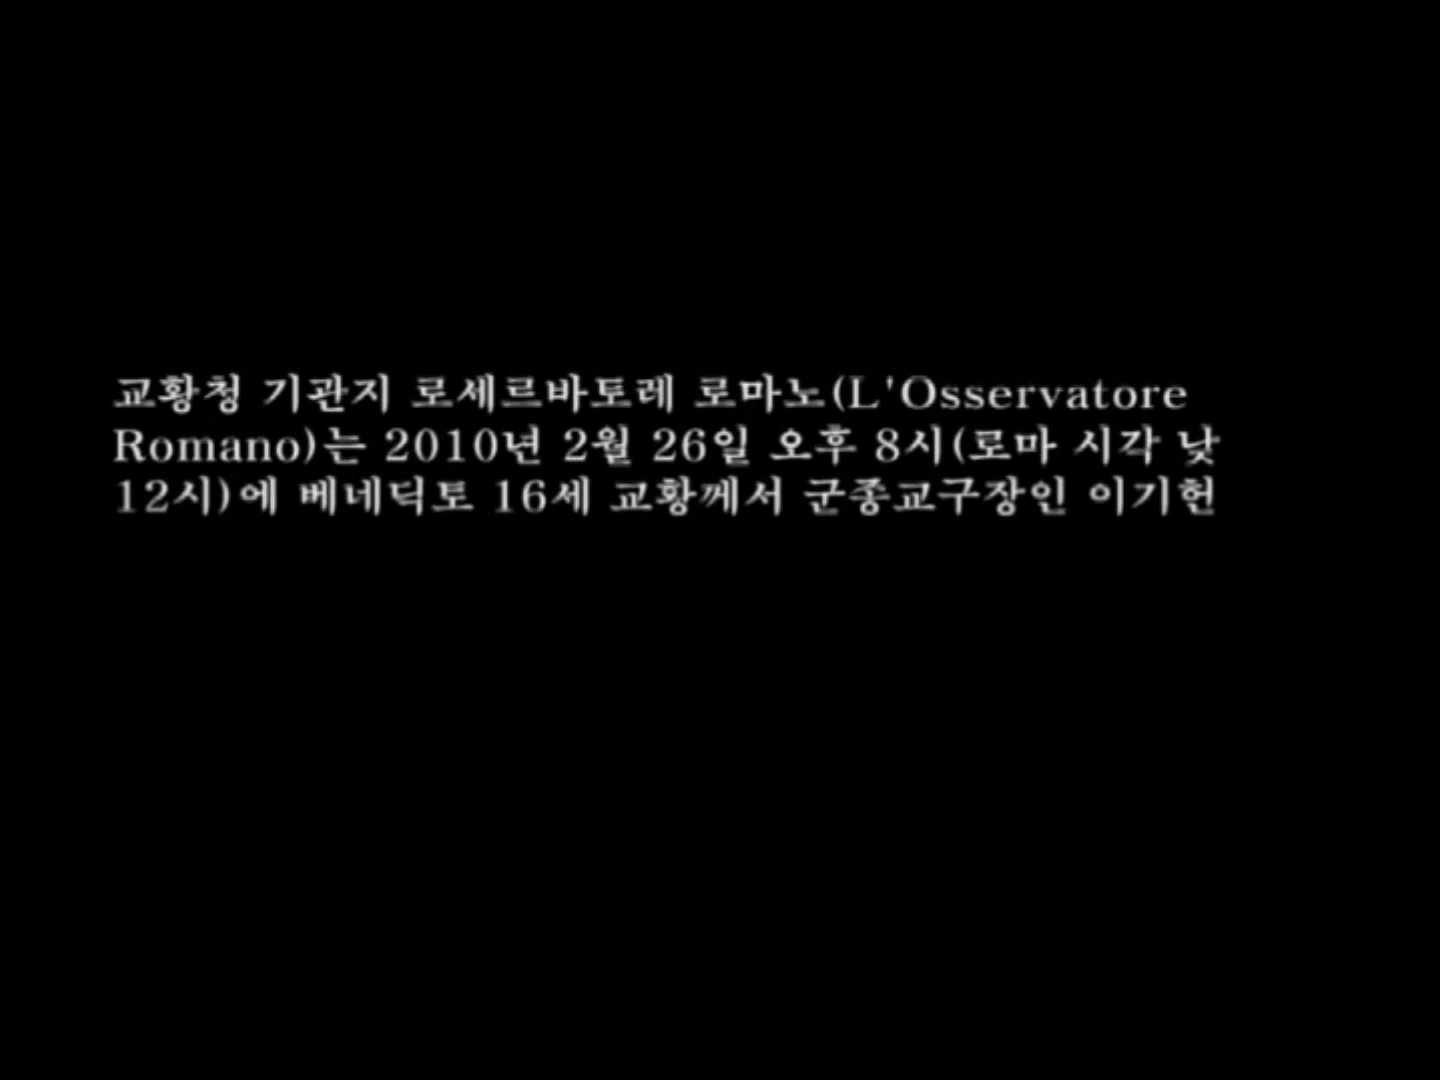 교황청 기관지 로세르바토레 로마노(L'Osservatore
Romano)는 2010년 2월 26일 오후 8시(로마 시각 낮
12시)에 베네딕토 16세 교황께서 군종교구장인 이기헌